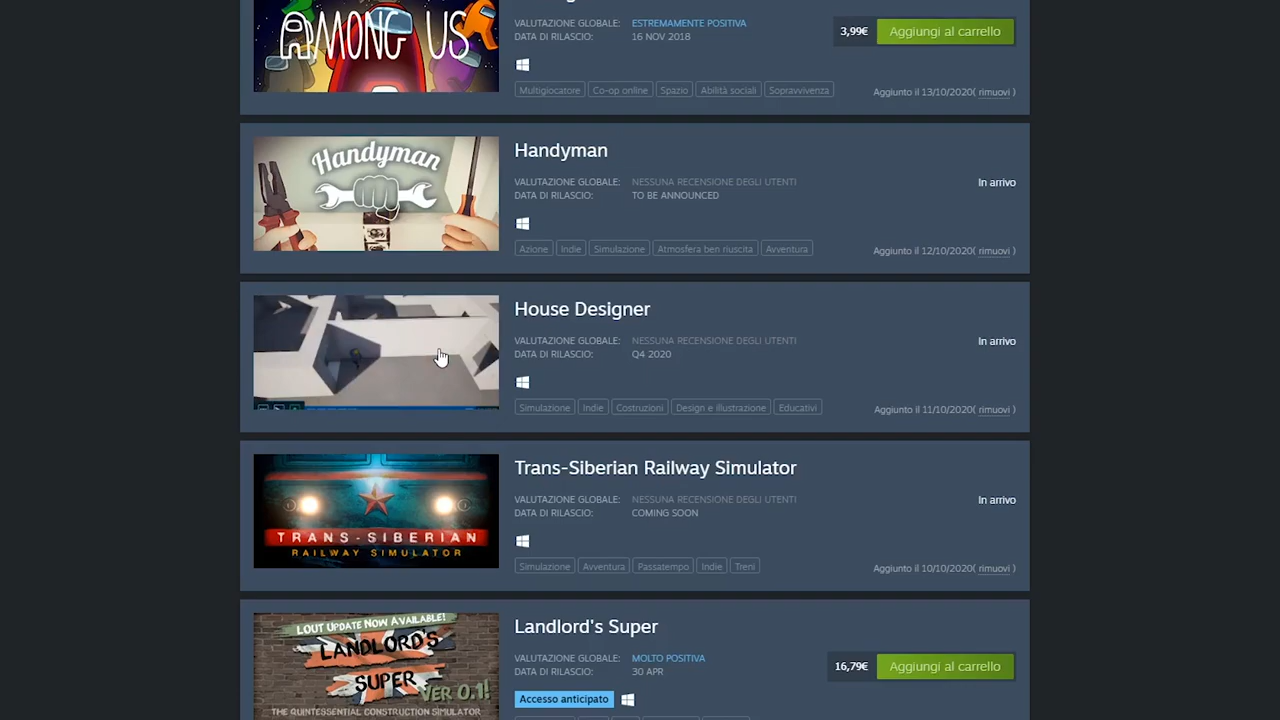 AMONG US
VALUTAZIONE GLOBALE: ESTREMAMENTE POSITIVA
DATA DI RILASCIO: 16 NOV 2018
3,99€ Aggiungi al carrello
Multigiocatore Co-op online Spazio Abilità sociali Sopravvivenza
Aggiunto il 13/10/2020( rimuovi )
Handyman
Handyman
VALUTAZIONE GLOBALE: NESSUNA RECENSIONE DEGLI UTENTI
DATA DI RILASCIO: TO BE ANNOUNCED
In arrivo
Azione Indie Simulazione Atmosfera ben riuscita Avventura
Aggiunto il 12/10/2020( rimuovi )
House Designer
VALUTAZIONE GLOBALE: NESSUNA RECENSIONE DEGLI UTENTI
DATA DI RILASCIO: Q4 2020
In arrivo
Simulazione Indie Costruzioni Design e illustrazione Educativi
Aggiunto il 11/10/2020( rimuovi )
TRANS-SIBERIAN
RAILWAY SIMULATOR
Trans-Siberian Railway Simulator
VALUTAZIONE GLOBALE: NESSUNA RECENSIONE DEGLI UTENTI
DATA DI RILASCIO: COMING SOON
In arrivo
Simulazione Avventura Passatempo Indie Treni
Aggiunto il 10/10/2020( rimuovi )
LOUT UPDATE NOW AVAILABLE!
LANDLORD'S
SUPER
VER 0.1!
THE QUINTESSENTIAL CONSTRUCTION SIMULATOR
Landlord's Super
VALUTAZIONE GLOBALE: MOLTO POSITIVA
DATA DI RILASCIO: 30 APR
16,79€ Aggiungi al carrello
Accesso anticipato